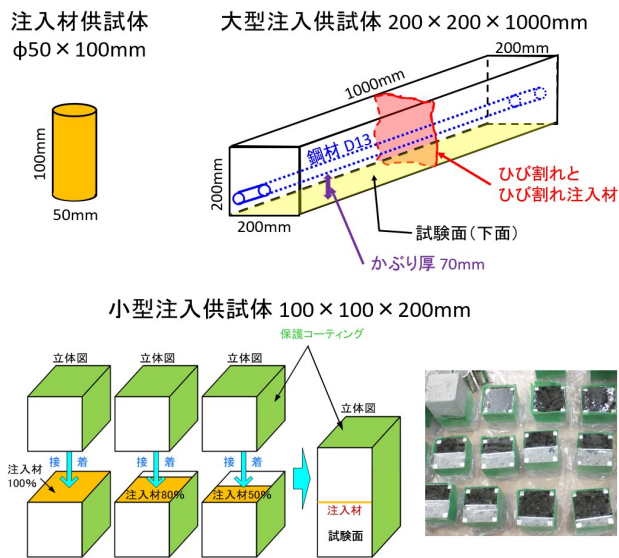 注入材供試体
φ50×100mm
100mm
50mm
大型注入供試体 200×200×1000mm
200mm
1000mm
鋼材 D13
200mm
200mm
ひび割れと
ひび割れ注入材
試験面(下面)
かぶり厚 70mm
小型注入供試体 100×100×200mm
保護コーティング
立体図
立体図
立体図
立体図
接 着
接 着
接 着
注入材
100%
注入材80%
注入材50%
注入材
試験面